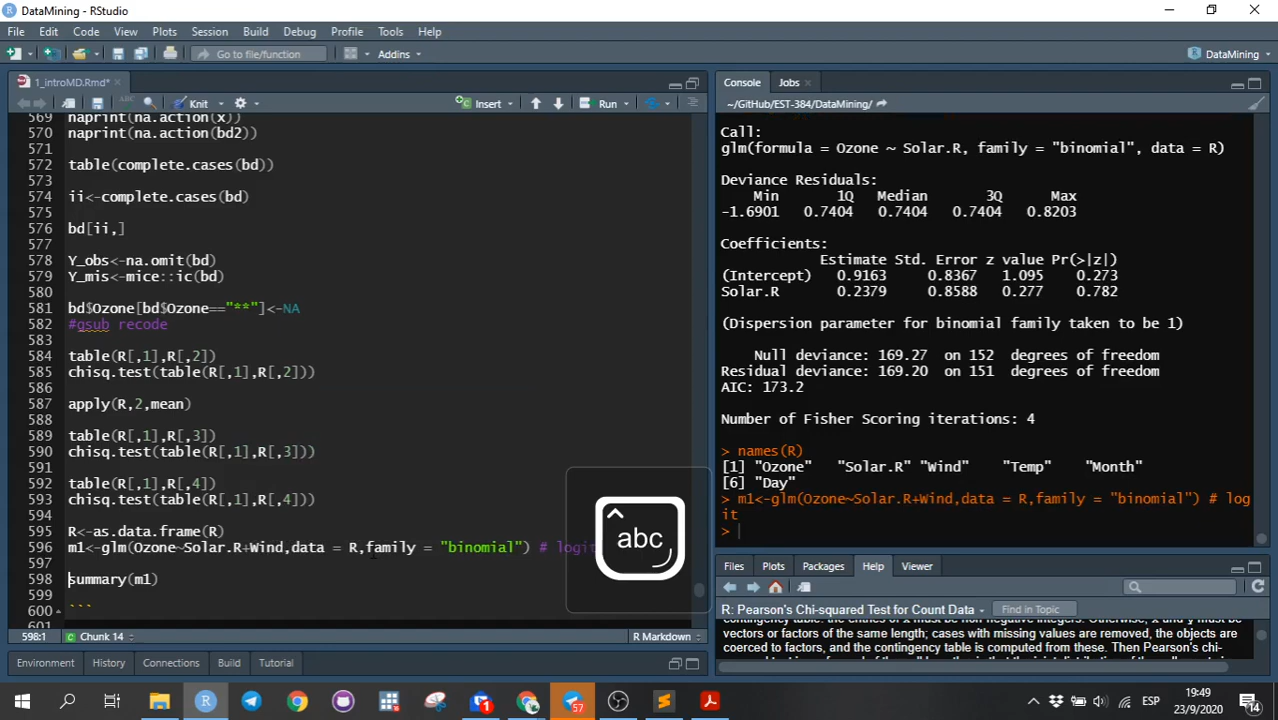 DataMining - RStudio
File Edit Code View Plots Session Build Debug Profile Tools Help
Go to file/function Addins DataMining
1_introMD.Rmd* Console Jobs
ABC Knit Insert Run ~/GitHub/EST-384/DataMining/
569 naprint(na.action(x))
570 naprint(na.action(bd2))
571
572 table(complete.cases(bd))
573
574 ii<-complete.cases(bd)
575
576 bd[ii,]
577
578 Y_obs<-na.omit(bd)
579 Y_mis<-mice::ic(bd)
580
581 bd$Ozone[bd$Ozone=="**"]<-NA
582 #gsub recode
583
584 table(R[,1],R[,2])
585 chisq.test(table(R[,1],R[,2]))
586
587 apply(R,2,mean)
588
589 table(R[,1],R[,3])
590 chisq.test(table(R[,1],R[,3]))
591
592 table(R[,1],R[,4])
593 chisq.test(table(R[,1],R[,4]))
594
595 R<-as.data.frame(R)
596 m1<-glm(Ozone~Solar.R+Wind,data = R,family = "binomial") # logit
597
598 summary(m1)
599
600 ```
601
abc
598:1 Chunk 14 R Markdown
Environment History Connections Build Tutorial
Call:
glm(formula = Ozone ~ Solar.R, family = "binomial", data = R)
Deviance Residuals:
Min 1Q Median 3Q Max
-1.6901 0.7404 0.7404 0.7404 0.8203
Coefficients:
Estimate Std. Error z value Pr(>|z|)
(Intercept) 0.9163 0.8367 1.095 0.273
Solar.R 0.2379 0.8588 0.277 0.782
(Dispersion parameter for binomial family taken to be 1)
Null deviance: 169.27 on 152 degrees of freedom
Residual deviance: 169.20 on 151 degrees of freedom
AIC: 173.2
Number of Fisher Scoring iterations: 4
> names(R)
[1] "Ozone" "Solar.R" "Wind" "Temp" "Month"
[6] "Day"
> m1<-glm(Ozone~Solar.R+Wind,data = R,family = "binomial") # log
it
>
Files Plots Packages Help Viewer
R: Pearson's Chi-squared Test for Count Data Find in Topic
contingency table: the entries of x must be non-negative integers. Otherwise, x and y must be
vectors or factors of the same length; cases with missing values are removed, the objects are
coerced to factors, and the contingency table is computed from these. Then Pearson's chi-
57 1 ESP 19:49
23/9/2020 14